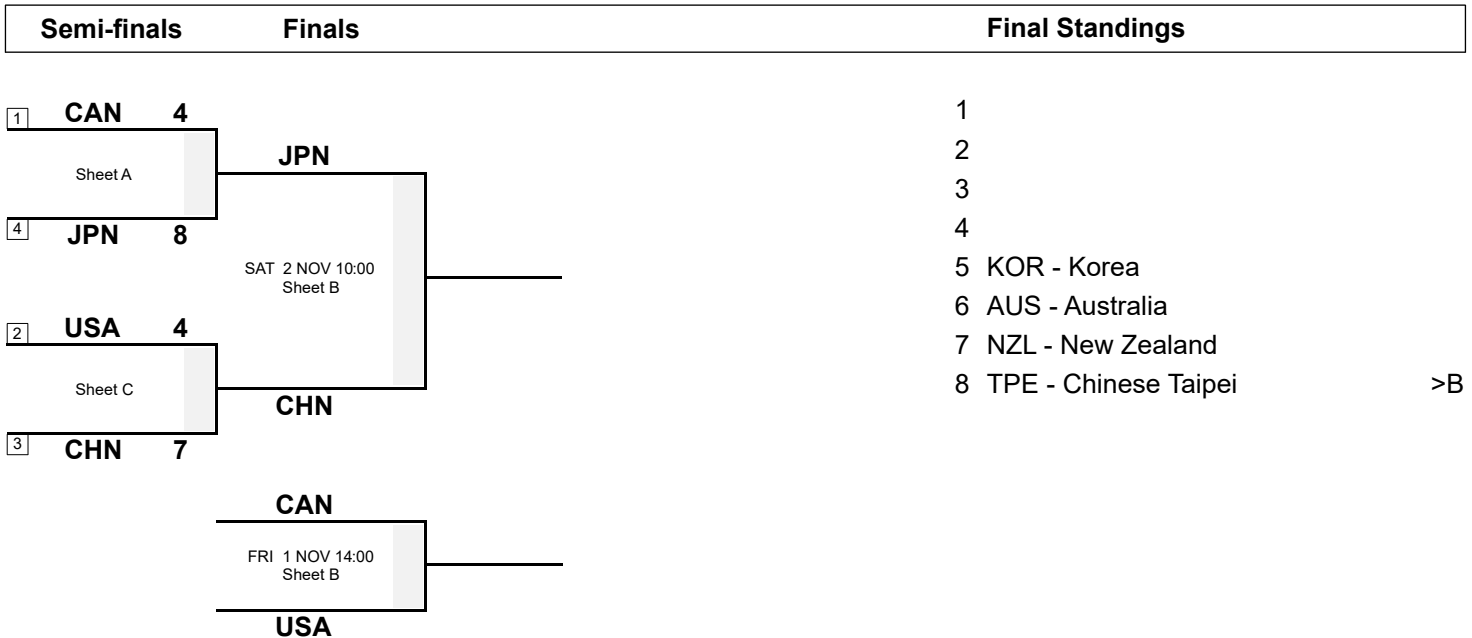 Semi-finals Finals Final Standings
1 CAN 4
Sheet A
4 JPN 8
JPN
SAT 2 NOV 10:00
Sheet B
2 USA 4
Sheet C
3 CHN 7
CHN
CAN
FRI 1 NOV 14:00
Sheet B
USA
1
2
3
4
5 KOR - Korea
6 AUS - Australia
7 NZL - New Zealand
8 TPE - Chinese Taipei >B